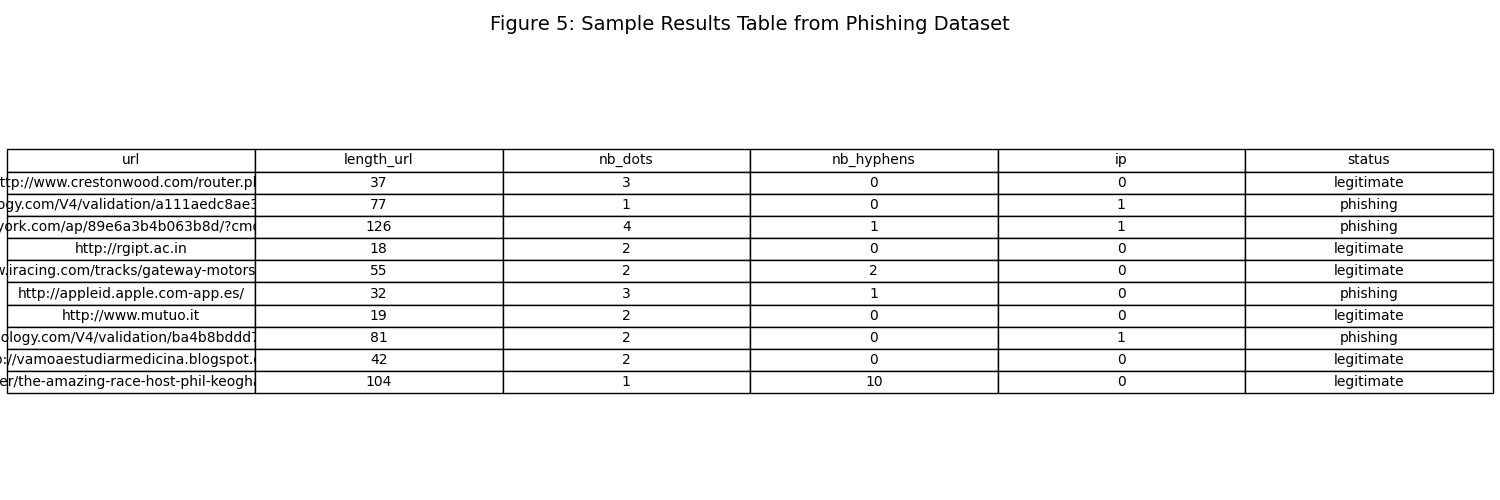 Figure 5: Sample Results Table from Phishing Dataset
url length_url nb_dots nb_hyphens ip status
ttp://www.crestonwood.com/router.p 37 3 0 0 legitimate
ogy.com/V4/validation/a111aedc8ae3 77 1 0 1 phishing
york.com/ap/89e6a3b4b063b8d/?cmd 126 4 1 1 phishing
http://rgipt.ac.in 18 2 0 0 legitimate
w.iracing.com/tracks/gateway-motors 55 2 2 0 legitimate
http://appleid.apple.com-app.es/ 32 3 1 0 phishing
http://www.mutuo.it 19 2 0 0 legitimate
ology.com/V4/validation/ba4b8bddd7 81 2 0 1 phishing
p://vamoaestudiarmedicina.blogspot.c 42 2 0 0 legitimate
er/the-amazing-race-host-phil-keogha 104 1 10 0 legitimate